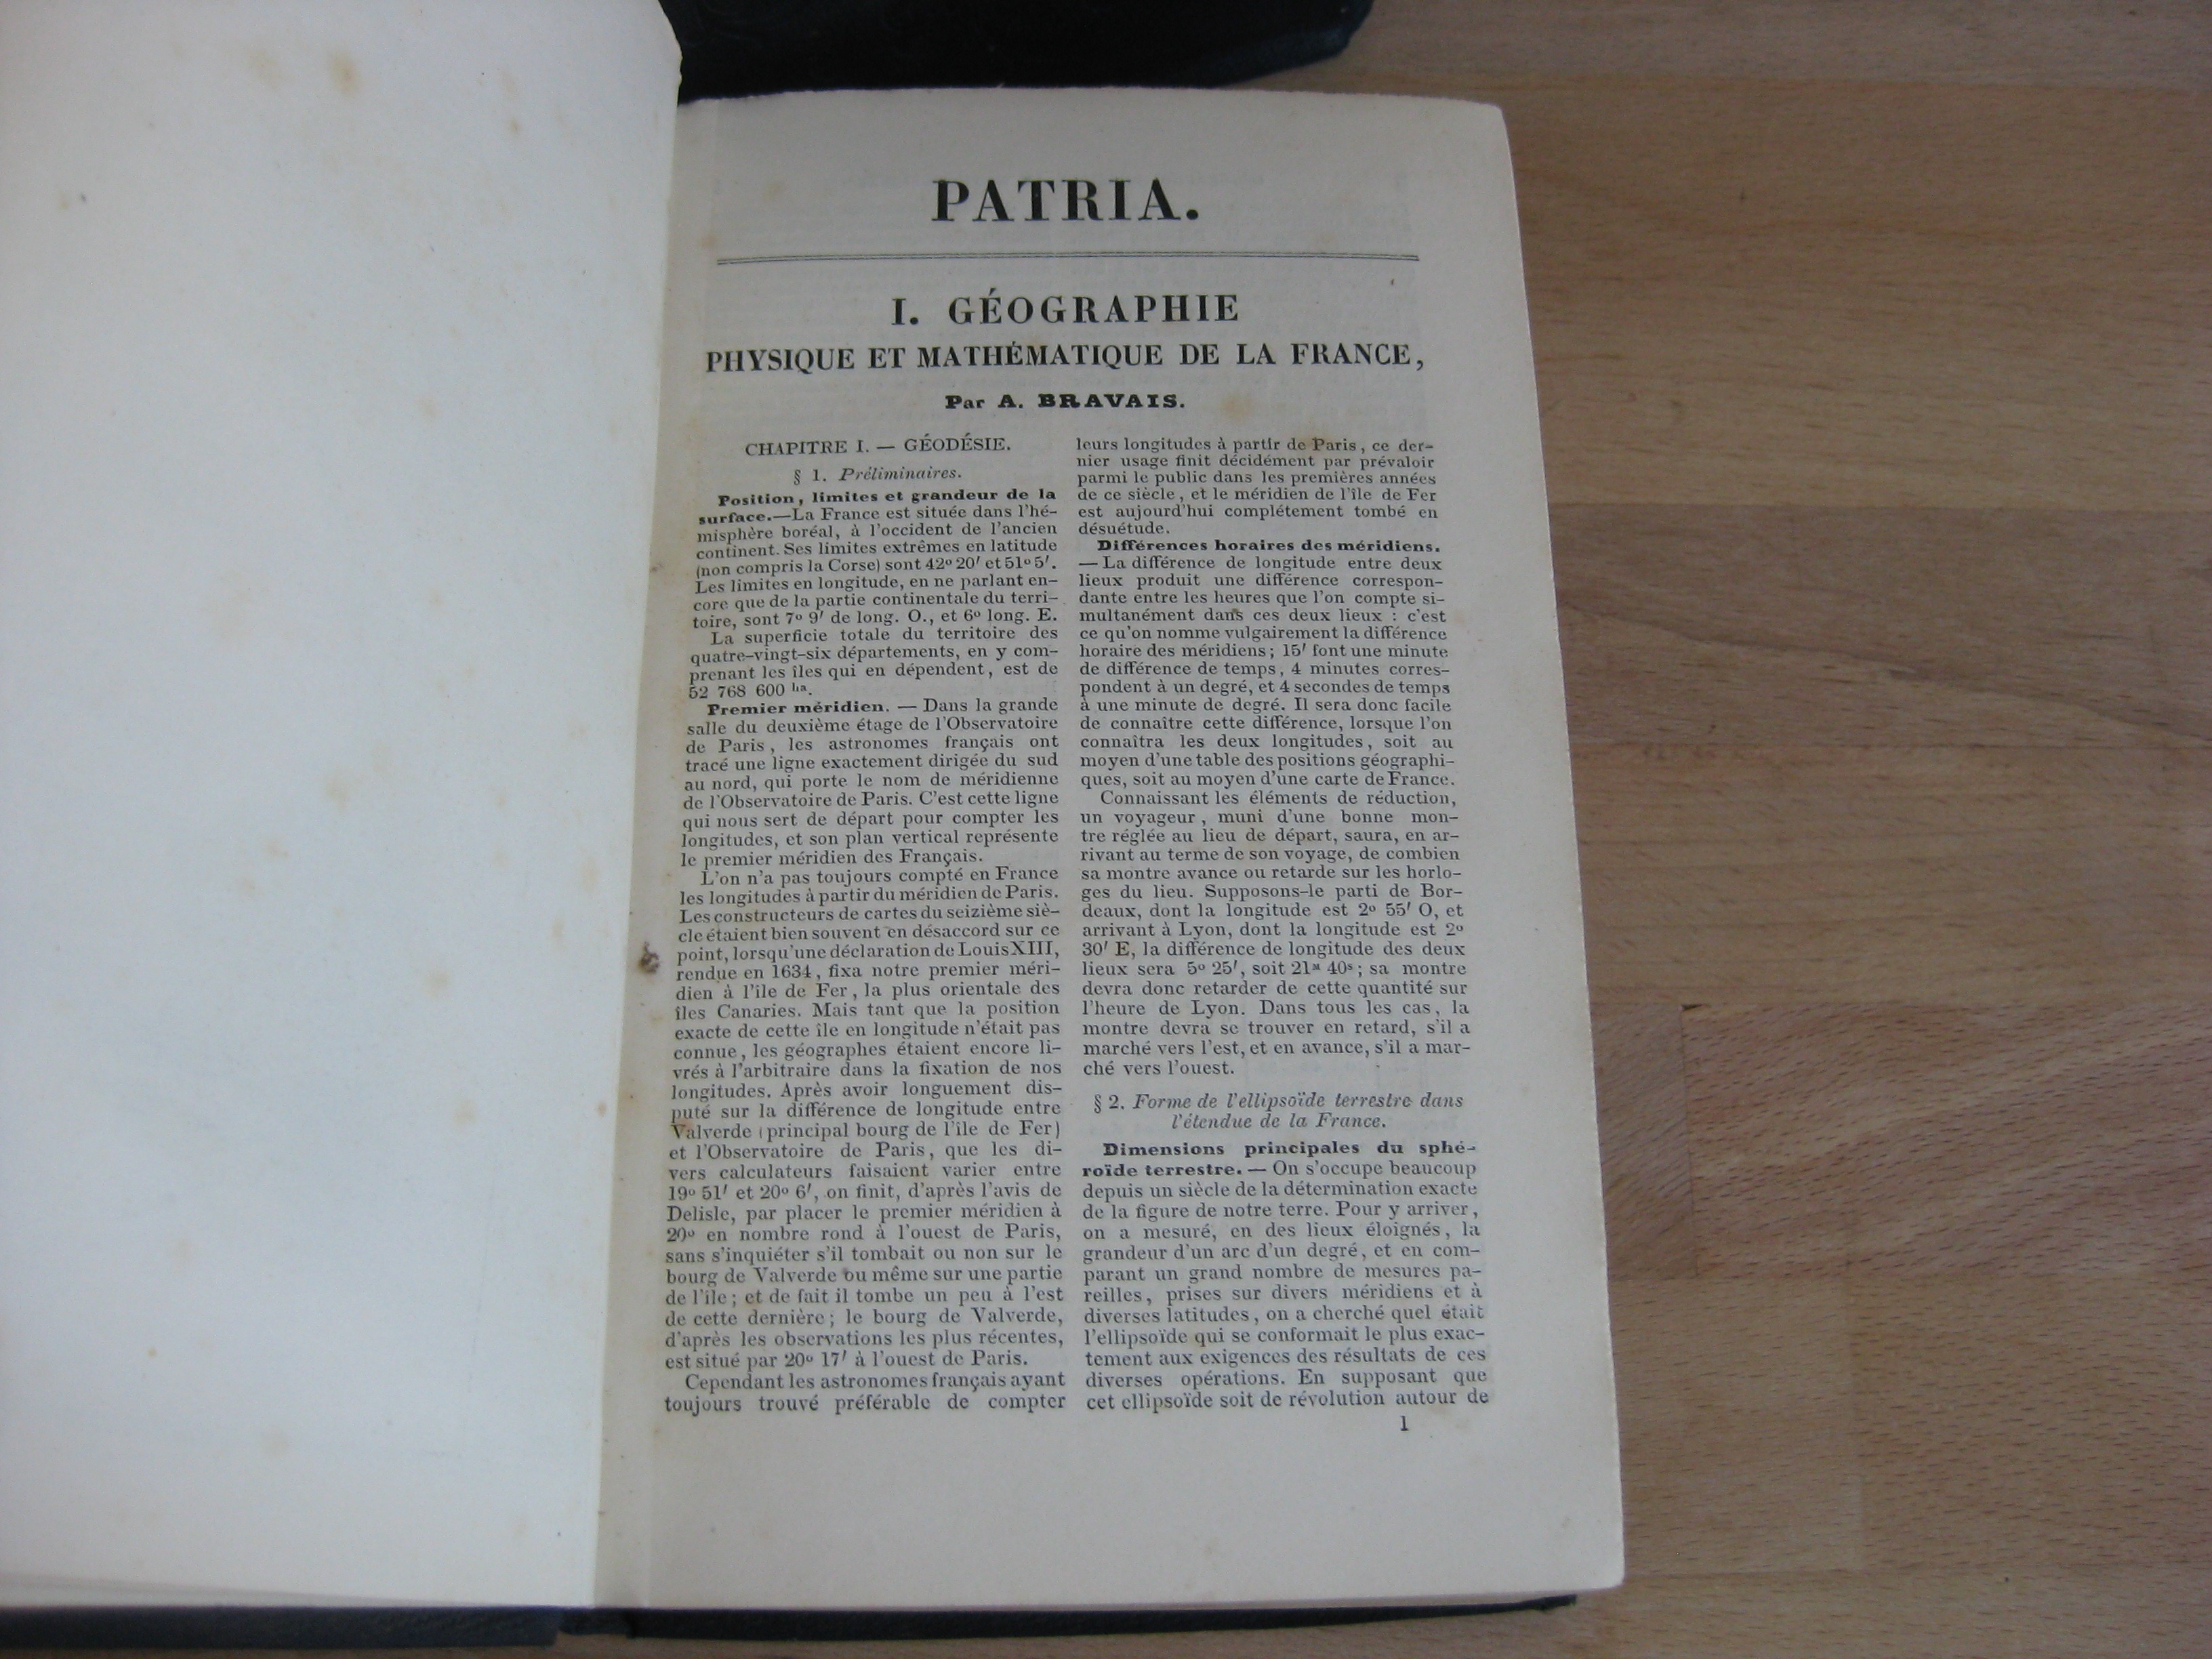 PATRIA.
I. GÉOGRAPHIE
PHYSIQUE ET MATHÉMATIQUE DE LA FRANCE,
Par A. BRAVAIS.
CHAPITRE I. — GÉODÉSIE.
§ 1. Préliminaires.
Position, limites et grandeur de la
surface.—La France est située dans l'hé-
misphère boréal, à l'occident de l'ancien
continent. Ses limites extrêmes en latitude
(non compris la Corse) sont 42° 20′ et 51° 5′.
Les limites en longitude, en ne parlant en-
core que de la partie continentale du terri-
toire, sont 7° 9′ de long. O., et 6° long. E.
La superficie totale du territoire des
quatre-vingt-six départements, en y com-
prenant les îles qui en dépendent, est de
52 768 600 ha.
Premier méridien. — Dans la grande
salle du deuxième étage de l'Observatoire
de Paris, les astronomes français ont
tracé une ligne exactement dirigée du sud
au nord, qui porte le nom de méridienne
de l'Observatoire de Paris. C'est cette ligne
qui nous sert de départ pour compter les
longitudes, et son plan vertical représente
le premier méridien des Français.
L'on n'a pas toujours compté en France
les longitudes à partir du méridien de Paris.
Les constructeurs de cartes du seizième siè-
cle étaient bien souvent en désaccord sur ce
point, lorsqu'une déclaration de Louis XIII,
rendue en 1634, fixa notre premier méri-
dien à l'île de Fer, la plus orientale des
îles Canaries. Mais tant que la position
exacte de cette île en longitude n'était pas
connue, les géographes étaient encore li-
vrés à l'arbitraire dans la fixation de nos
longitudes. Après avoir longuement dis-
puté sur la différence de longitude entre
Valverde (principal bourg de l'île de Fer)
et l'Observatoire de Paris, que les di-
vers calculateurs faisaient varier entre
19° 51′ et 20° 6′, on finit, d'après l'avis de
Delisle, par placer le premier méridien à
20° en nombre rond à l'ouest de Paris,
sans s'inquiéter s'il tombait ou non sur le
bourg de Valverde ou même sur une partie
de l'île ; et de fait il tombe un peu à l'est
de cette dernière ; le bourg de Valverde,
d'après les observations les plus récentes,
est situé par 20° 17′ à l'ouest de Paris.
Cependant les astronomes français ayant
toujours trouvé préférable de compter
leurs longitudes à partir de Paris, ce der-
nier usage finit décidément par prévaloir
parmi le public dans les premières années
de ce siècle, et le méridien de l'île de Fer
est aujourd'hui complétement tombé en
désuétude.
Différences horaires des méridiens.
— La différence de longitude entre deux
lieux produit une différence correspon-
dante entre les heures que l'on compte si-
multanément dans ces deux lieux : c'est
ce qu'on nomme vulgairement la différence
horaire des méridiens ; 15′ font une minute
de différence de temps, 4 minutes corres-
pondent à un degré, et 4 secondes de temps
à une minute de degré. Il sera donc facile
de connaître cette différence, lorsque l'on
connaîtra les deux longitudes, soit au
moyen d'une table des positions géographi-
ques, soit au moyen d'une carte de France.
Connaissant les éléments de réduction,
un voyageur, muni d'une bonne mon-
tre réglée au lieu de départ, saura, en ar-
rivant au terme de son voyage, de combien
sa montre avance ou retarde sur les horlo-
ges du lieu. Supposons-le parti de Bor-
deaux, dont la longitude est 2° 55′ O, et
arrivant à Lyon, dont la longitude est 2°
30′ E, la différence de longitude des deux
lieux sera 5° 25′, soit 21ᴹ 40ˢ ; sa montre
devra donc retarder de cette quantité sur
l'heure de Lyon. Dans tous les cas, la
montre devra se trouver en retard, s'il a
marché vers l'est, et en avance, s'il a mar-
ché vers l'ouest.
§ 2. Forme de l'ellipsoïde terrestre dans
l'étendue de la France.
Dimensions principales du sphé-
roïde terrestre. — On s'occupe beaucoup
depuis un siècle de la détermination exacte
de la figure de notre terre. Pour y arriver,
on a mesuré, en des lieux éloignés, la
grandeur d'un arc d'un degré, et en com-
parant un grand nombre de mesures pa-
reilles, prises sur divers méridiens et à
diverses latitudes, on a cherché quel était
l'ellipsoïde qui se conformait le plus exac-
tement aux exigences des résultats de ces
diverses opérations. En supposant que
cet ellipsoïde soit de révolution autour de
1